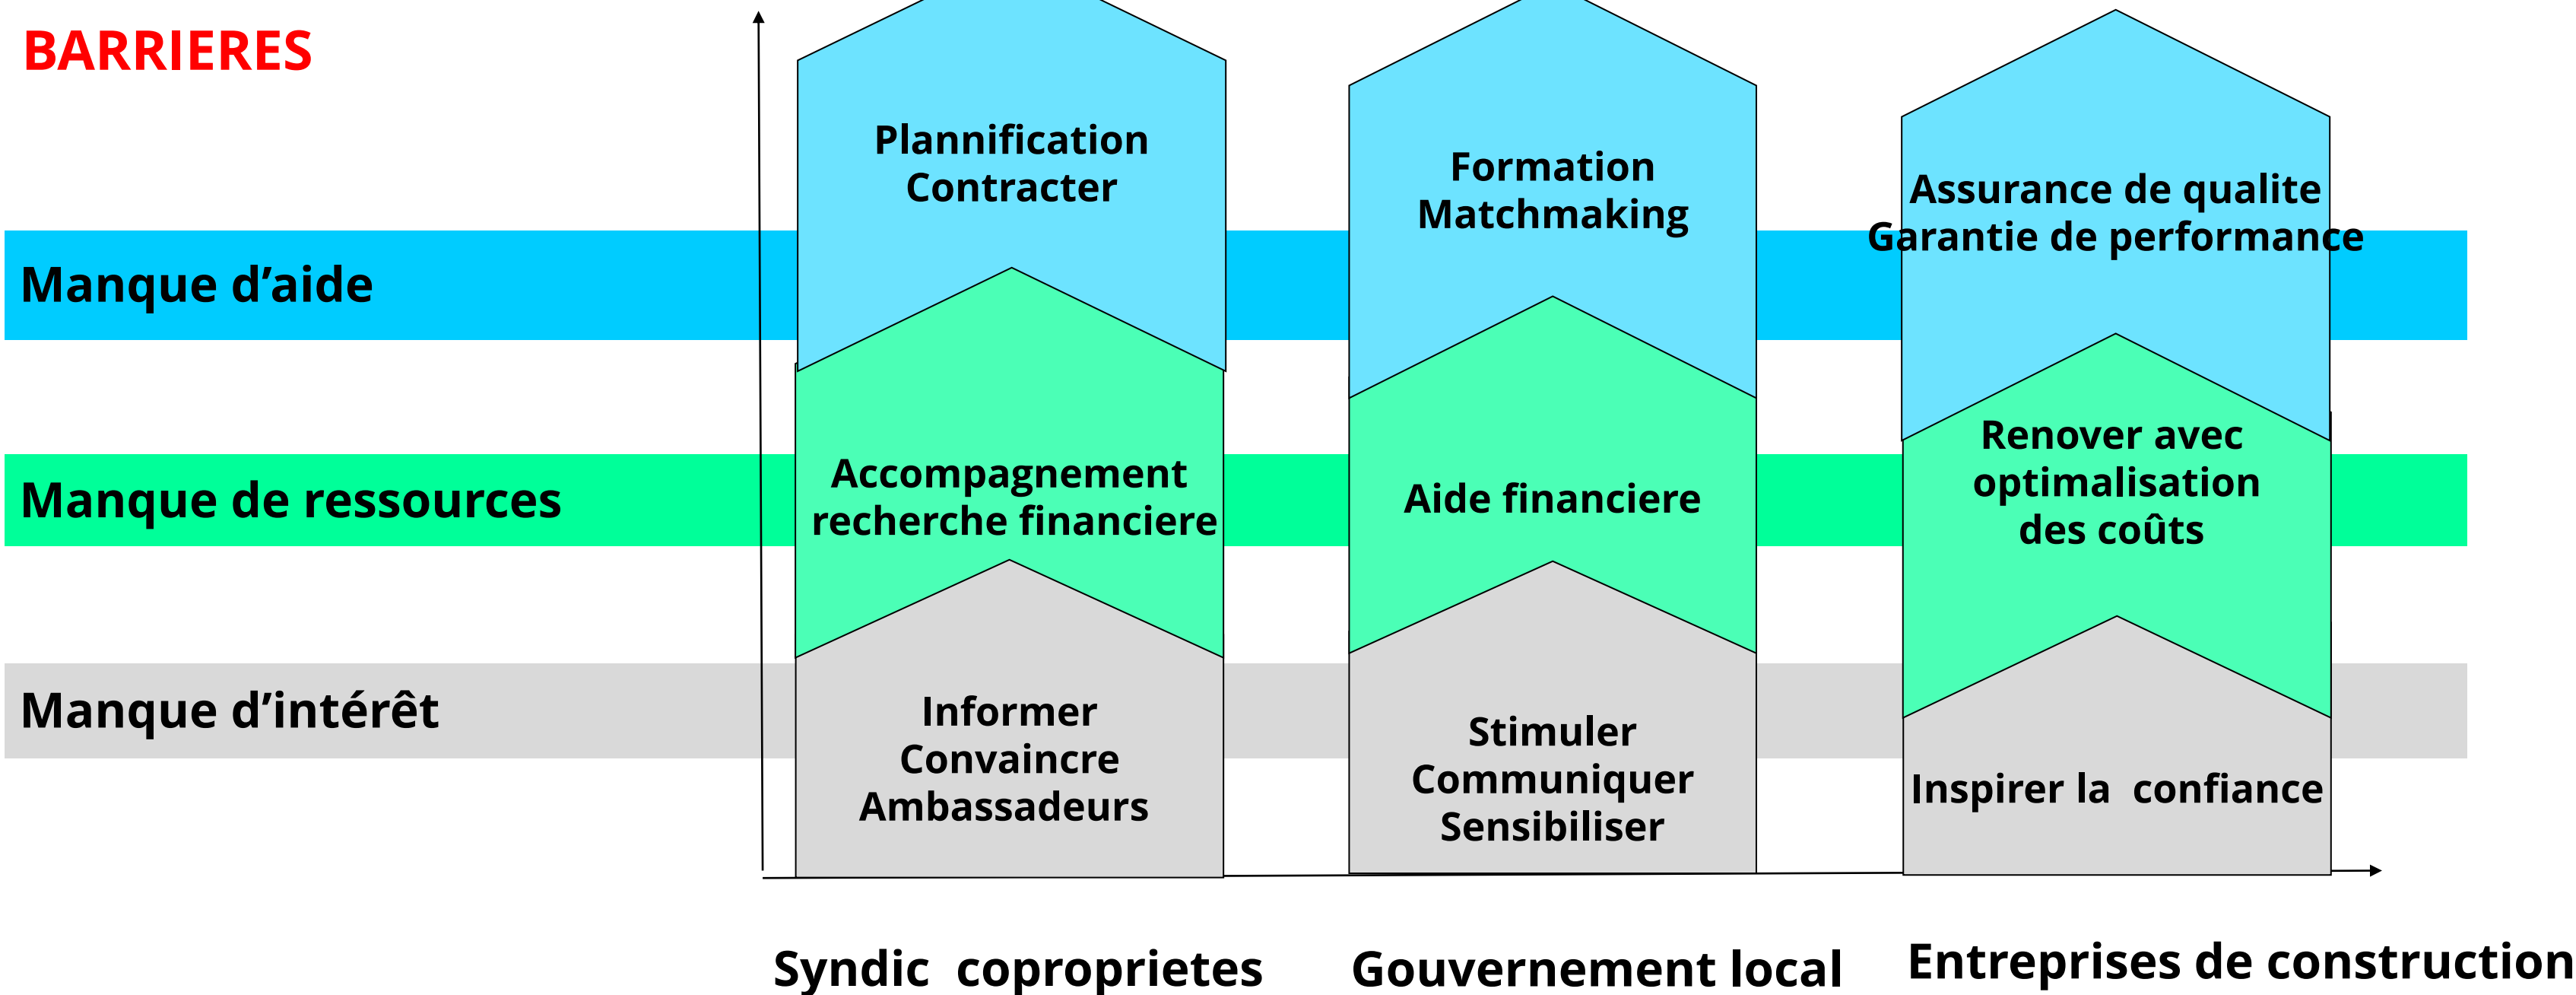 BARRIERES
Plannification
Contracter
Formation
Matchmaking
Assurance de qualite
Garantie de performance
Manque d’aide
Accompagnement
recherche financiere
Aide financiere
Renover avec
optimalisation
des coûts
Manque de ressources
Manque d’intérêt
Informer
Convaincre
Ambassadeurs
Stimuler
Communiquer
Sensibiliser
Inspirer la  confiance
Syndic  coproprietes
Gouvernement local
Entreprises de construction